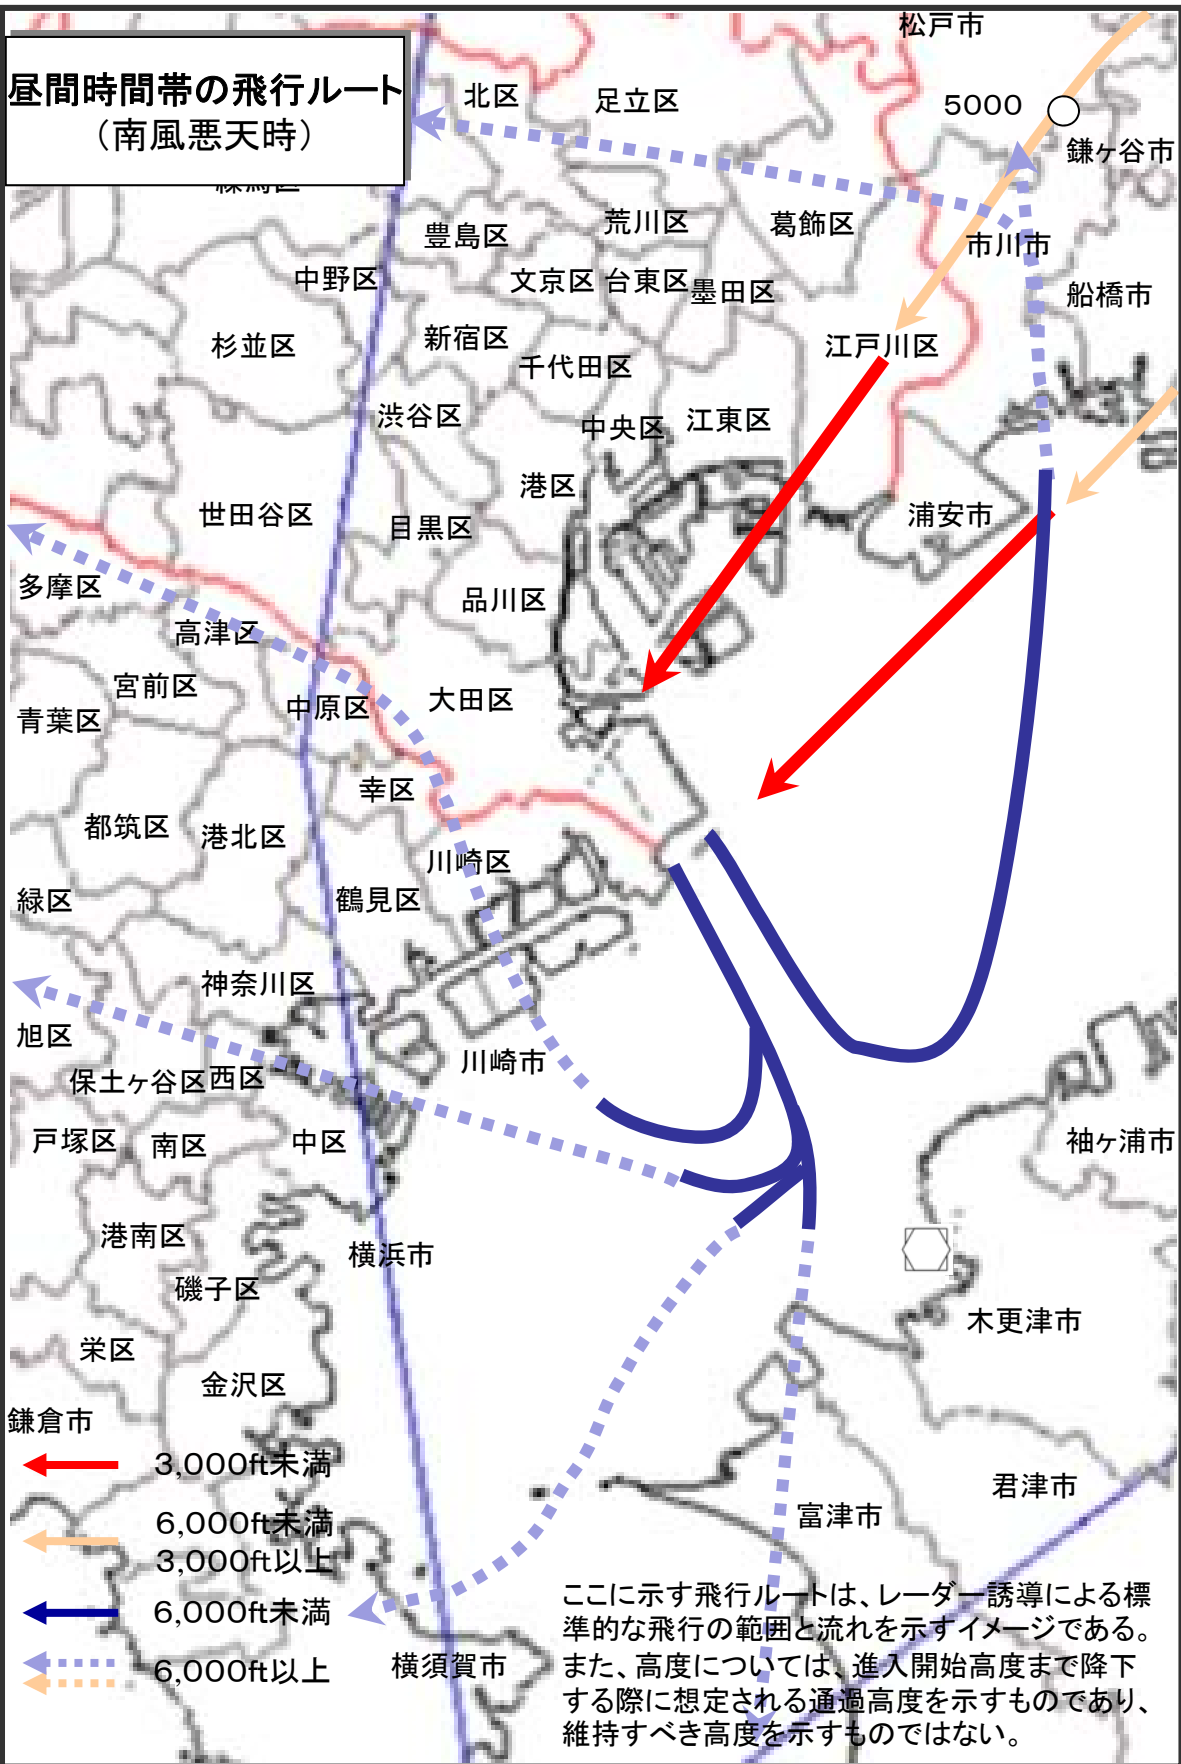 昼間時間帯の飛行ルート
（南風悪天時）
松戸市
北区
足立区
5000
鎌ヶ谷市
練馬区
豊島区
荒川区
葛飾区
市川市
中野区
文京区
台東区
墨田区
船橋市
杉並区
新宿区
千代田区
江戸川区
渋谷区
中央区
江東区
港区
世田谷区
目黒区
浦安市
多摩区
品川区
高津区
宮前区
中原区
大田区
青葉区
幸区
都筑区
港北区
川崎区
緑区
鶴見区
神奈川区
旭区
川崎市
保土ヶ谷区
西区
戸塚区
南区
中区
袖ヶ浦市
港南区
横浜市
磯子区
木更津市
栄区
金沢区
鎌倉市
3,000ft未満
君津市
6,000ft未満
3,000ft以上
富津市
6,000ft未満
6,000ft以上
横須賀市
ここに示す飛行ルートは、レーダー誘導による標
準的な飛行の範囲と流れを示すイメージである。
また、高度については、進入開始高度まで降下
する際に想定される通過高度を示すものであり、
維持すべき高度を示すものではない。